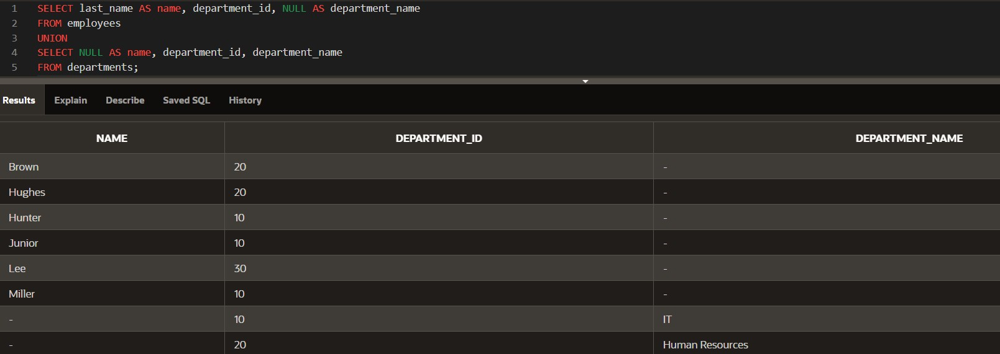 1 SELECT last_name AS name, department_id, NULL AS department_name
2 FROM employees
3 UNION
4 SELECT NULL AS name, department_id, department_name
5 FROM departments;
Results Explain Describe Saved SQL History
NAME DEPARTMENT_ID DEPARTMENT_NAME
Brown 20 -
Hughes 20 -
Hunter 10 -
Junior 10 -
Lee 30 -
Miller 10 -
- 10 IT
- 20 Human Resources